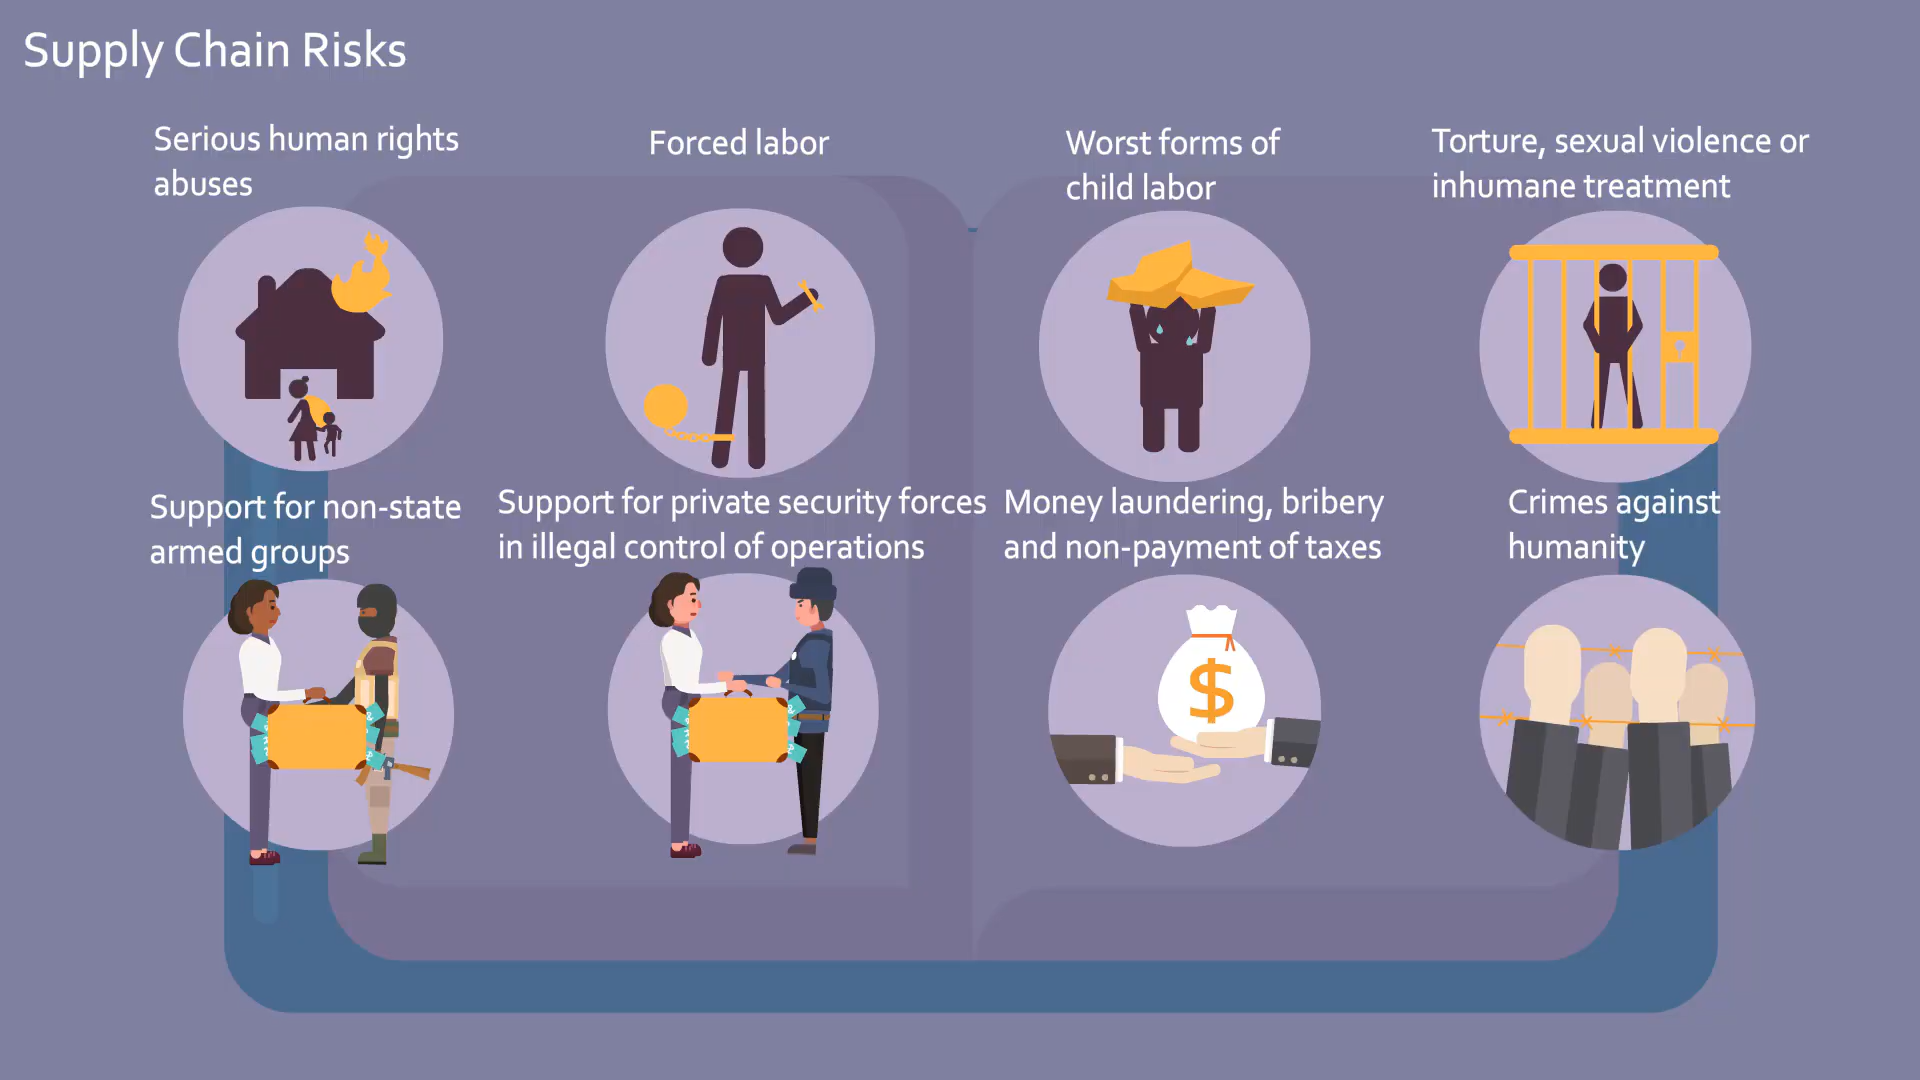 Supply Chain Risks
Serious human rights
abuses
Forced labor
Worst forms of
child labor
Torture, sexual violence or
inhumane treatment
Support for non-state
armed groups
Support for private security forces
in illegal control of operations
Money laundering, bribery
and non-payment of taxes
$
Crimes against
humanity